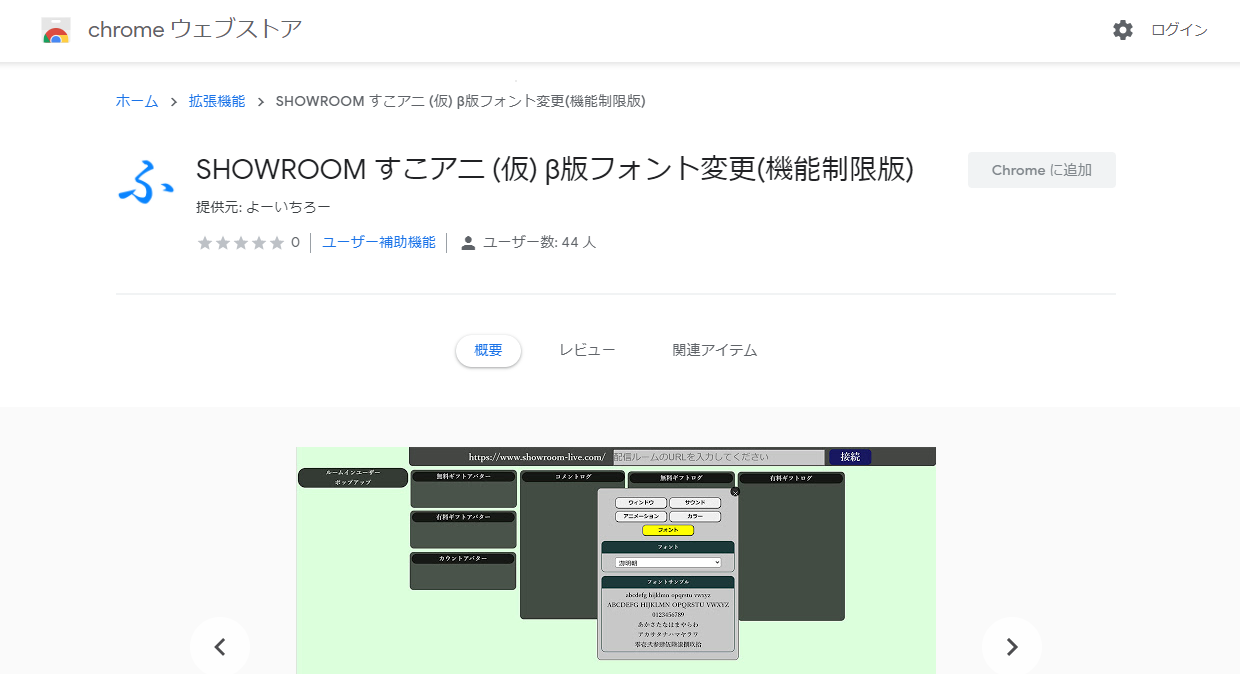 chrome ウェブストア
ログイン
ホーム
拡張機能
SHOWROOM すこアニ (仮) β版フォント変更(機能制限版)
SHOWROOM すこアニ (仮) β版フォント変更(機能制限版)
Chrome に追加
提供元: よーいちろー
0
ユーザー補助機能
ユーザー数: 44 人
概要
レビュー
関連アイテム
https://www.showroom-live.com/
配信ルームのURLを入力してください
接続
ルームインユーザー
ポップアップ
無料ギフトアバター
コメントログ
無料ギフトログ
有料ギフトログ
有料ギフトアバター
カウントアバター
ウィンドウ
サウンド
アニメーション
カラー
フォント
フォント
游明朝
フォントサンプル
abcdefg hijklmn opqrstu vwxyz
ABCDEFG HIJKLMN OPQRSTU VWXYZ
0123456789
あかさたなはまやらわ
アカサタナハマヤラワ